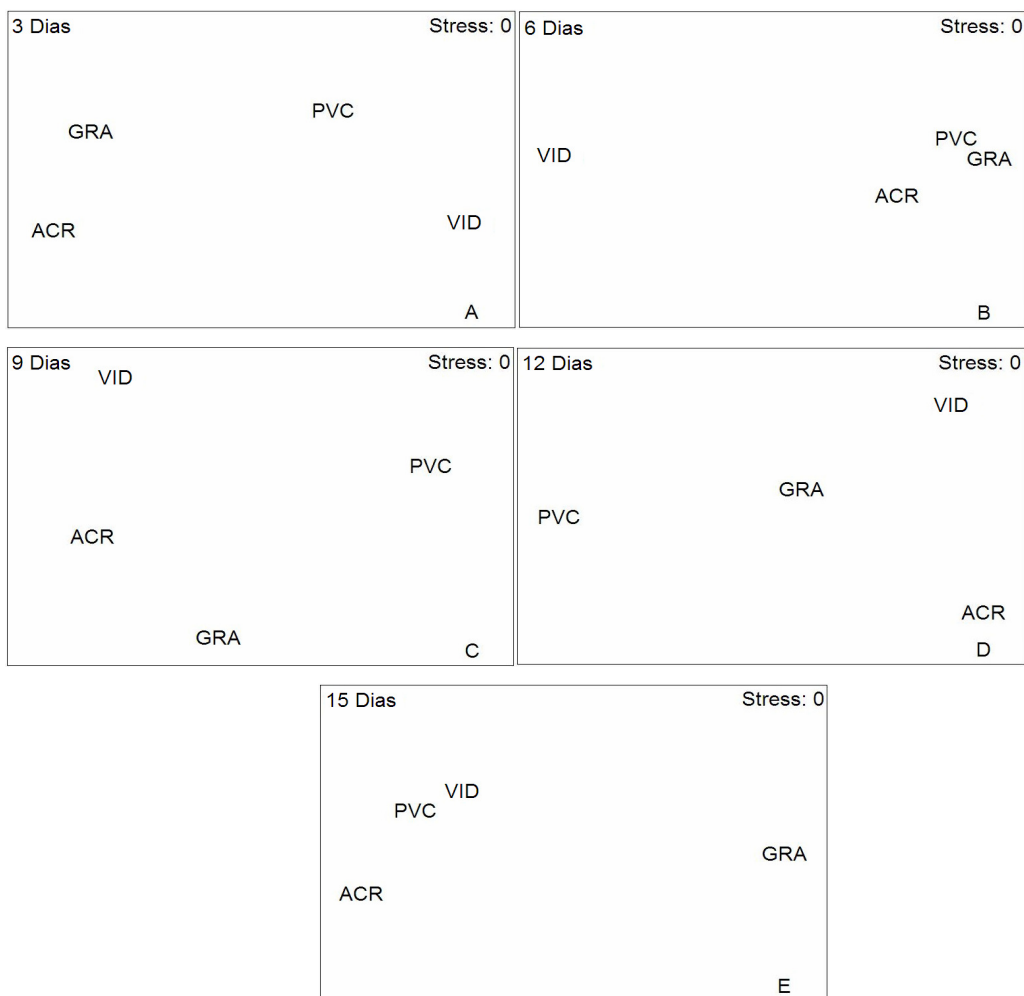 3 Dias
Stress: 0
PVC
GRA
VID
ACR
A
6 Dias
Stress: 0
PVC
VID
GRA
ACR
B
9 Dias
Stress: 0
VID
PVC
ACR
GRA
C
12 Dias
Stress: 0
VID
GRA
PVC
ACR
D
15 Dias
Stress: 0
VID
PVC
GRA
ACR
E